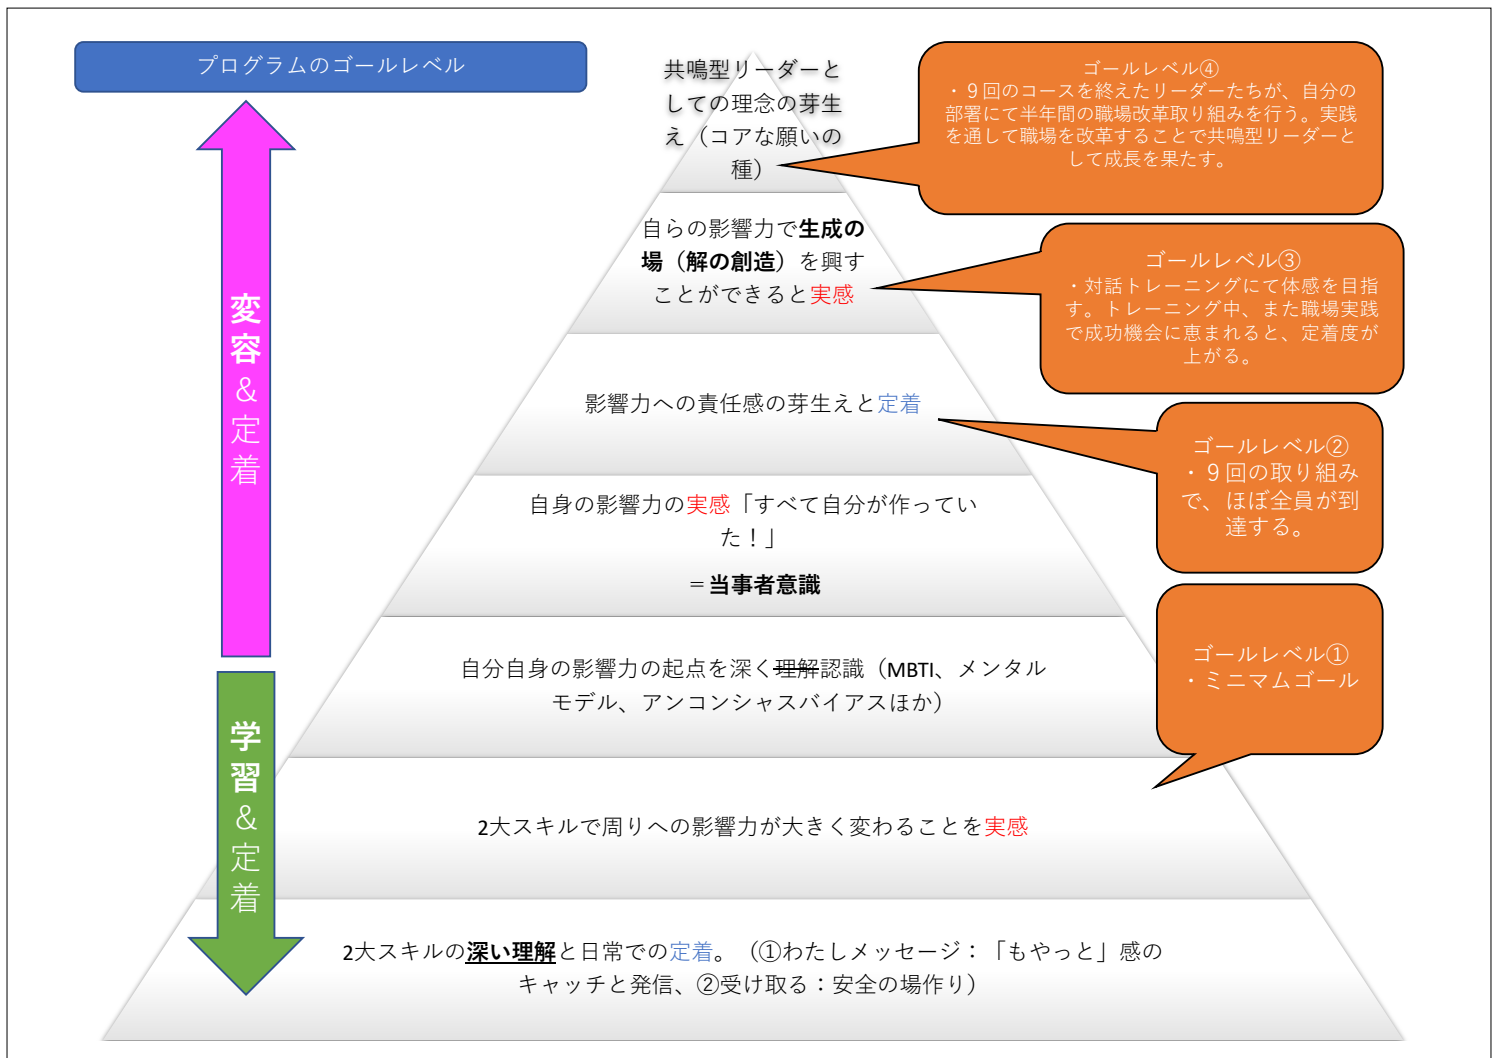 プログラムのゴールレベル
共鳴型リーダーと
しての理念の芽生
え（コアな願いの
種）
ゴールレベル④
・９回のコースを終えたリーダーたちが、自分の
部署にて半年間の職場改革取り組みを行う。実践
を通して職場を改革することで共鳴型リーダーと
して成長を果たす。
自らの影響力で生成の
場（解の創造）を興す
ことができると実感
ゴールレベル③
・対話トレーニングにて体感を目指
す。トレーニング中、また職場実践
で成功機会に恵まれると、定着度が
上がる。
変容＆定着
影響力への責任感の芽生えと定着
ゴールレベル②
・９回の取り組み
で、ほぼ全員が到
達する。
自身の影響力の実感「すべて自分が作ってい
た！」
＝当事者意識
自分自身の影響力の起点を深く理解認識（MBTI、メンタル
モデル、アンコンシャスバイアスほか）
ゴールレベル①
・ミニマムゴール
学習＆定着
2大スキルで周りへの影響力が大きく変わることを実感
2大スキルの深い理解と日常での定着。（①わたしメッセージ：「もやっと」感の
キャッチと発信、②受け取る：安全の場作り）